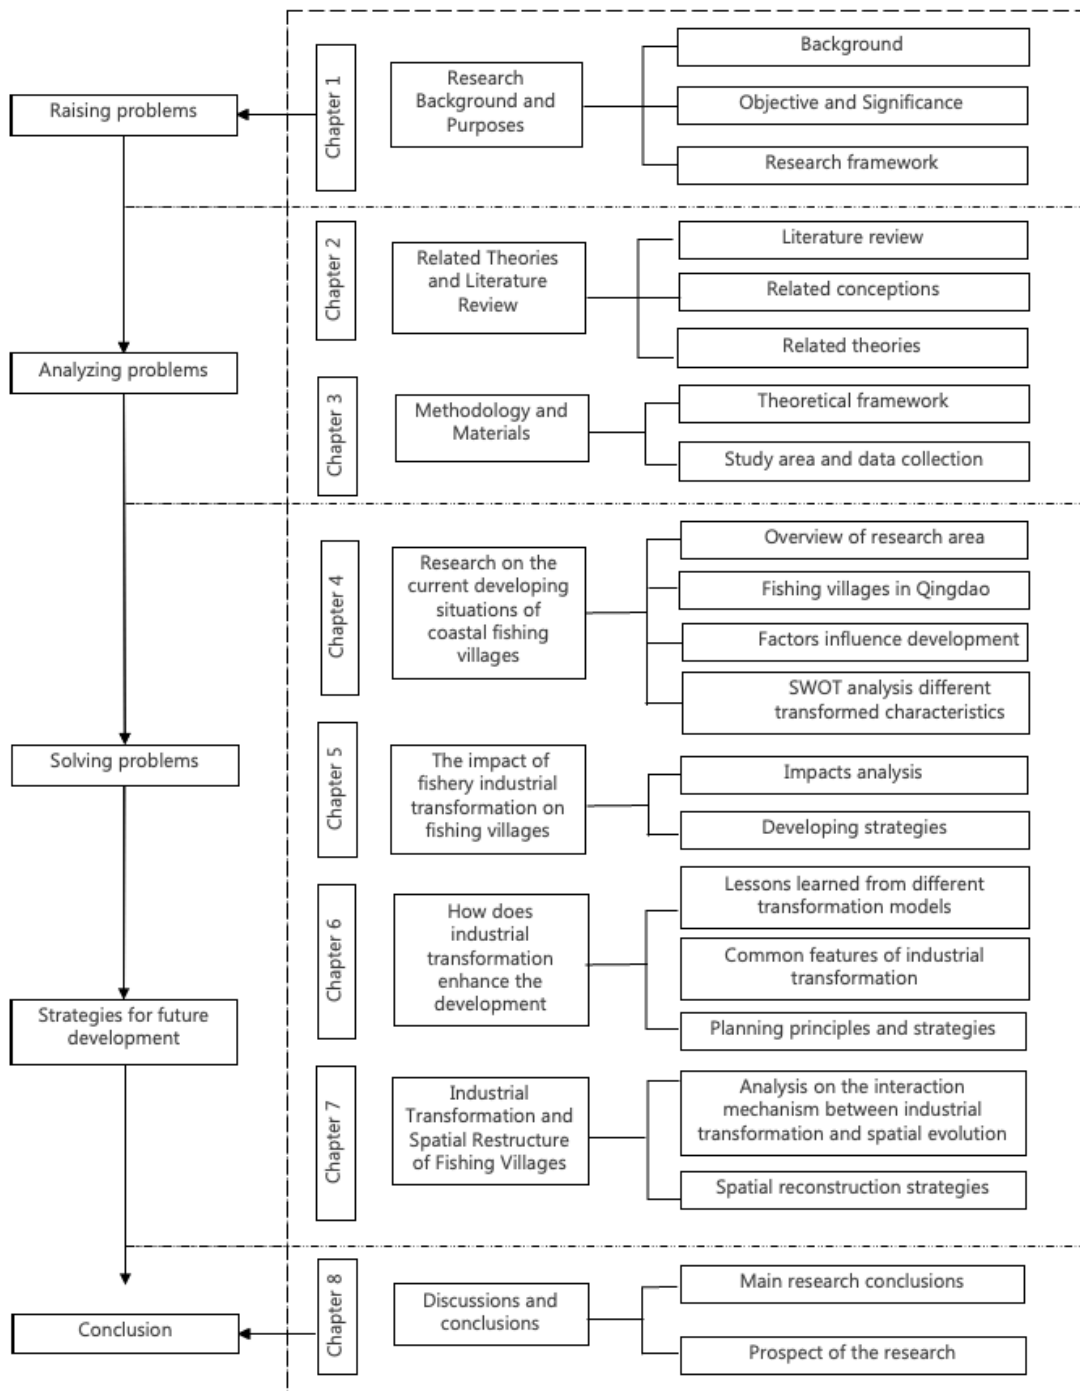 Raising problems
Chapter 1
Research
Background and
Purposes
Background
Objective and Significance
Research framework
Chapter 2
Related Theories
and Literature
Review
Literature review
Related conceptions
Related theories
Analyzing problems
Chapter 3
Methodology and
Materials
Theoretical framework
Study area and data collection
Chapter 4
Research on the
current developing
situations of
coastal fishing
villages
Overview of research area
Fishing villages in Qingdao
Factors influence development
SWOT analysis different
transformed characteristics
Solving problems
Chapter 5
The impact of
fishery industrial
transformation on
fishing villages
Impacts analysis
Developing strategies
Chapter 6
How does
industrial
transformation
enhance the
development
Lessons learned from different
transformation models
Common features of industrial
transformation
Planning principles and strategies
Strategies for future
development
Chapter 7
Industrial
Transformation and
Spatial Restructure
of Fishing Villages
Analysis on the interaction
mechanism between industrial
transformation and spatial evolution
Spatial reconstruction strategies
Conclusion
Chapter 8
Discussions and
conclusions
Main research conclusions
Prospect of the research